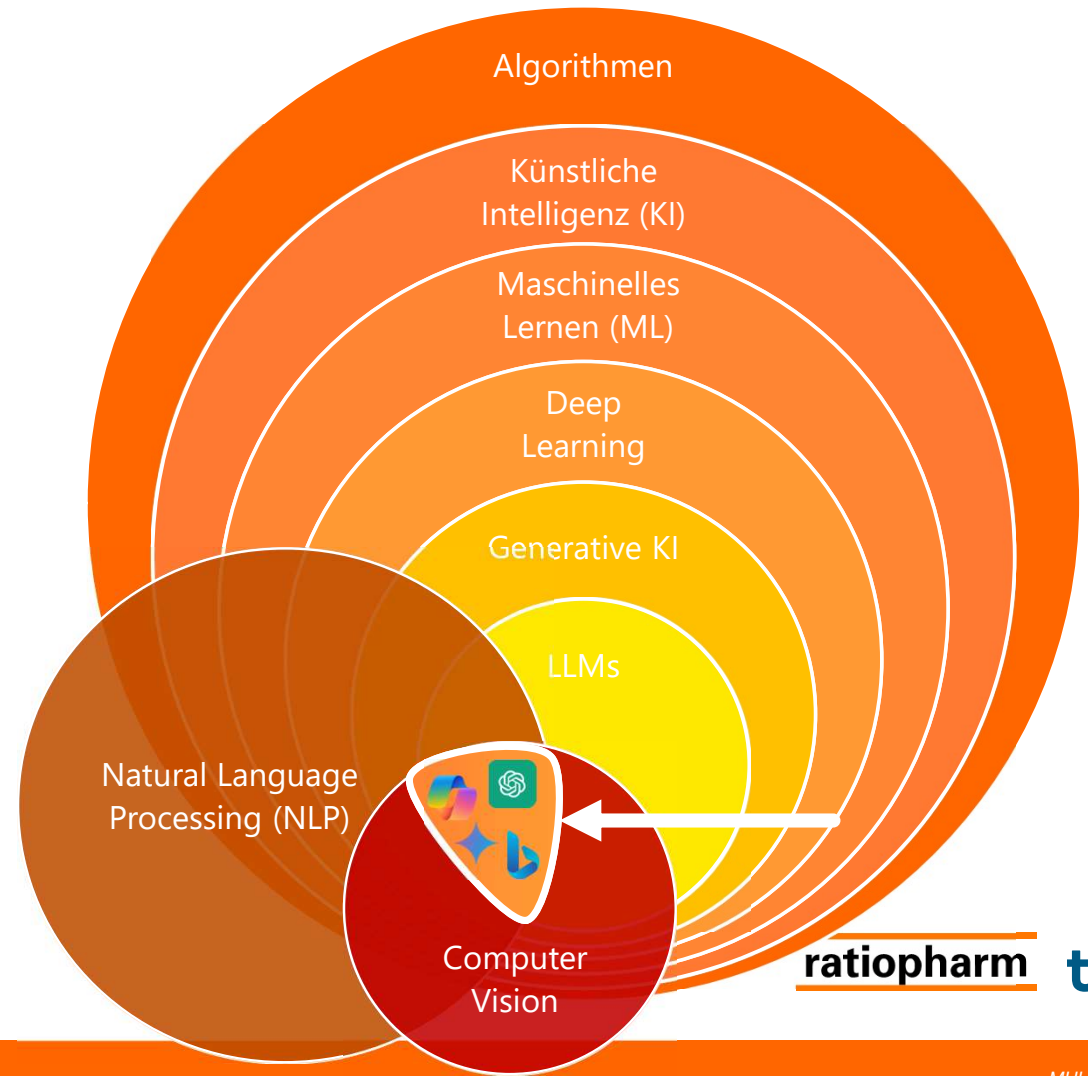 Algorithmen
Künstliche
Intelligenz (KI)
Maschinelles
Lernen (ML)
Deep
Learning
Generative KI
LLMs
Natural Language
Processing (NLP)
Computer
Vision
ratiopharm t